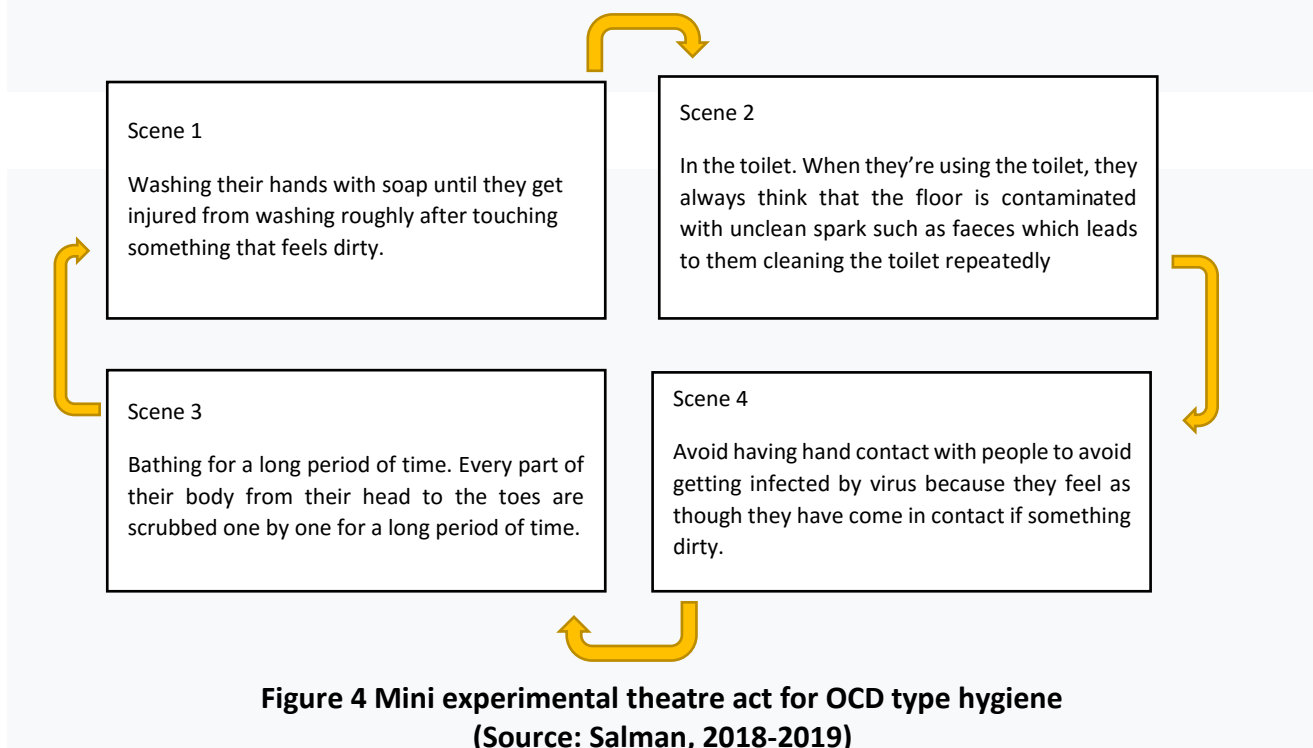 Scene 1
Washing their hands with soap until they get
injured from washing roughly after touching
something that feels dirty.
Scene 2
In the toilet. When they’re using the toilet, they
always think that the floor is contaminated
with unclean spark such as faeces which leads
to them cleaning the toilet repeatedly
Scene 3
Bathing for a long period of time. Every part of
their body from their head to the toes are
scrubbed one by one for a long period of time.
Scene 4
Avoid having hand contact with people to avoid
getting infected by virus because they feel as
though they have come in contact if something
dirty.
Figure 4 Mini experimental theatre act for OCD type hygiene
(Source: Salman, 2018-2019)